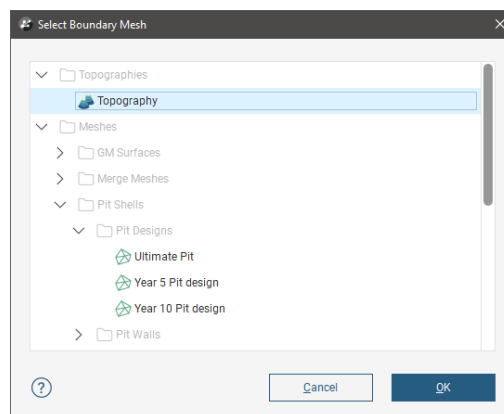 Select Boundary Mesh
Topographies
Topography
Meshes
GM Surfaces
Merge Meshes
Pit Shells
Pit Designs
Ultimate Pit
Year 5 Pit design
Year 10 Pit design
Pit Walls
?
Cancel
OK